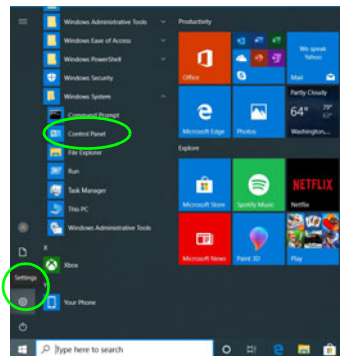 Windows Administrative Tools
Windows Ease of Access
Windows PowerShell
Windows Security
Windows System
Command Prompt
Control Panel
File Explorer
Run
Task Manager
This PC
Windows Administrative Tools
X
Xbox
Settings
Y
Your Phone
Type here to search
Productivity
Office
We speak
Yahoo
Mail
Microsoft Edge
Photos
Partly Cloudy
64°
79°
Washington,...
Explore
Microsoft Store
Spotify Music
NETFLIX
Netflix
Microsoft News
Paint 3D
Play